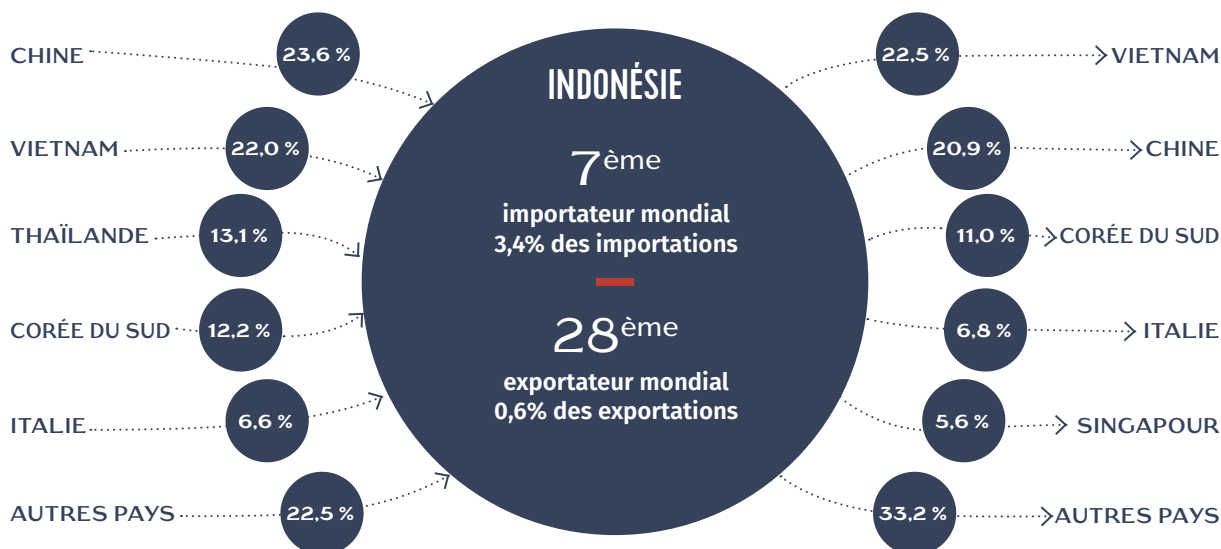 CHINE
23,6 %
VIETNAM
22,0 %
THAÏLANDE
13,1 %
CORÉE DU SUD
12,2 %
ITALIE
6,6 %
AUTRES PAYS
22,5 %
INDONÉSIE
7ème
importateur mondial
3,4% des importations
28ème
exportateur mondial
0,6% des exportations
22,5 %
VIETNAM
20,9 %
CHINE
11,0 %
CORÉE DU SUD
6,8 %
ITALIE
5,6 %
SINGAPOUR
33,2 %
AUTRES PAYS